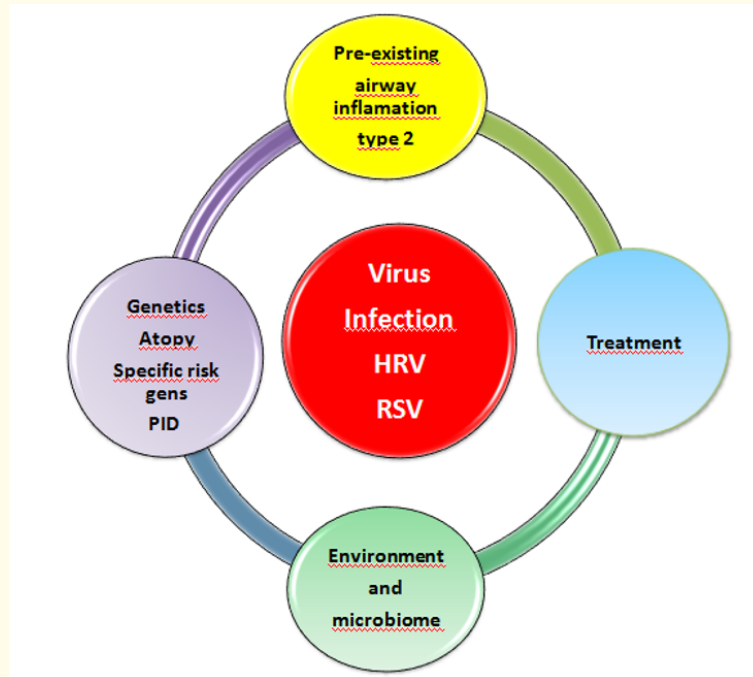 Pre-existing
airway
inflamation
type 2
Genetics
Atopy
Specific risk
gens
PID
Virus
Infection
HRV
RSV
Treatment
Environment
and
microbiome